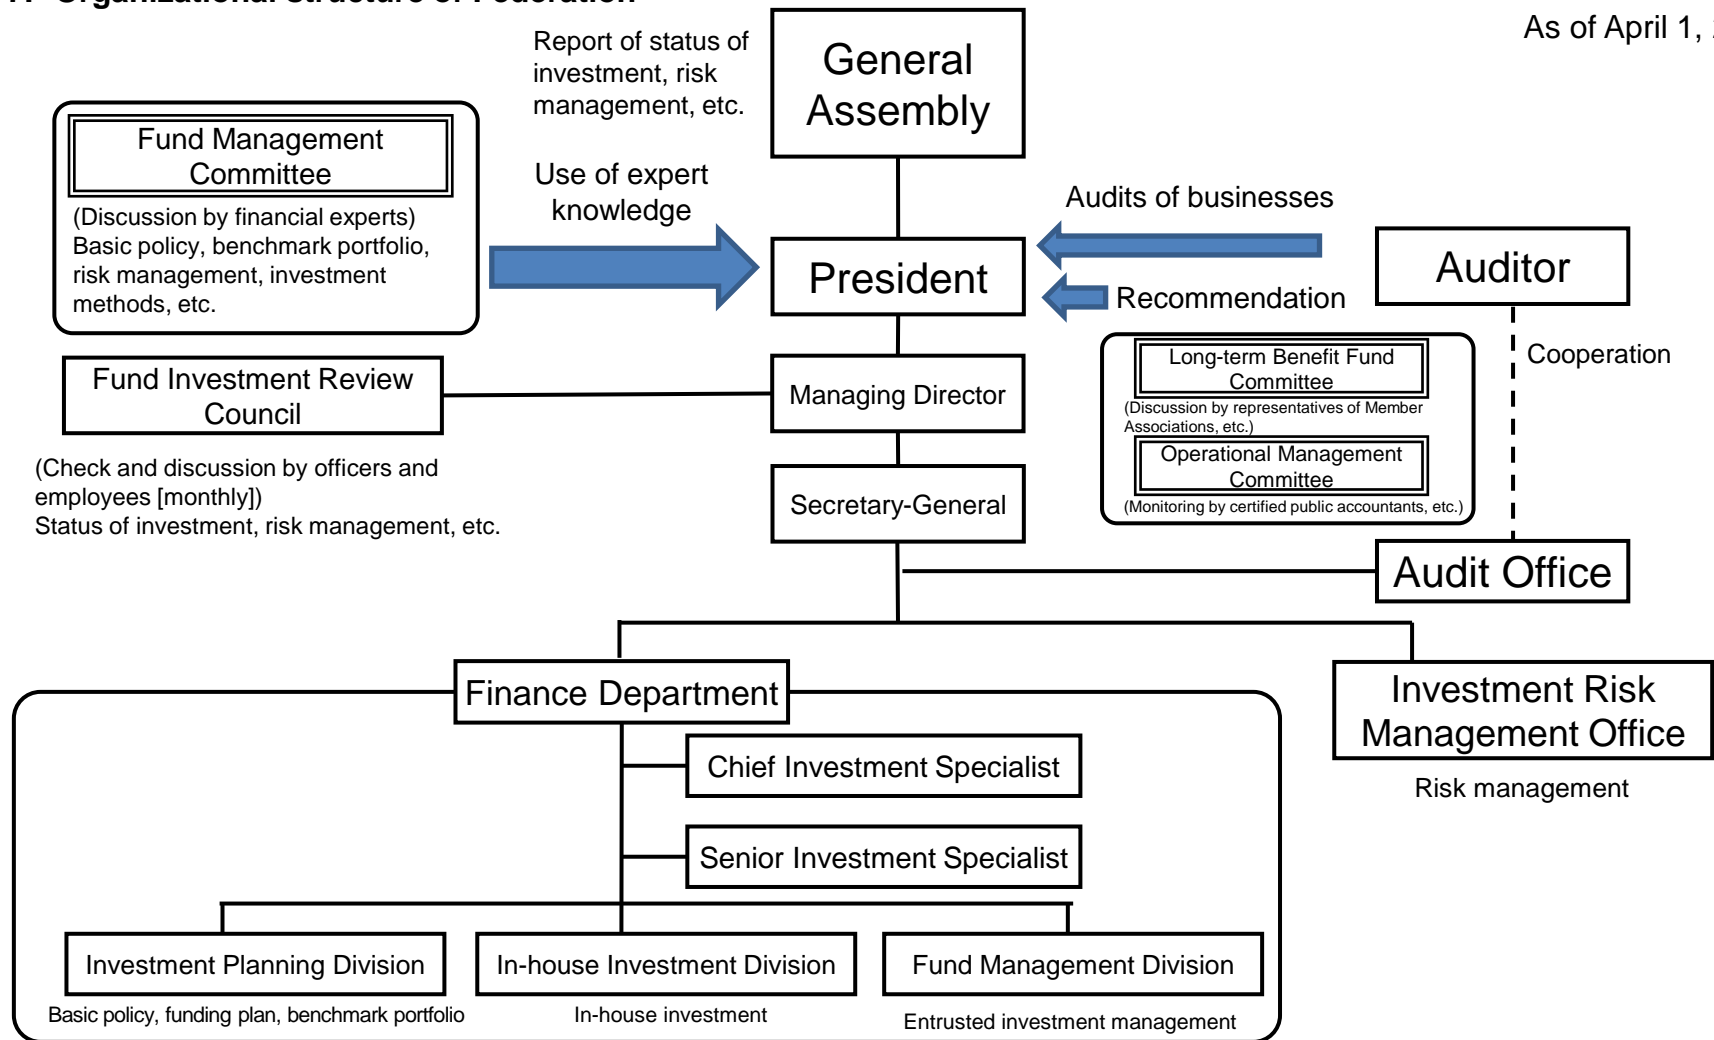 Organizational Structure of Federation
As of April 1,
Report of status of
investment, risk
management, etc.
General
Assembly
Fund Management
Committee
(Discussion by financial experts)
Basic policy, benchmark portfolio,
risk management, investment
methods, etc.
Use of expert
knowledge
Audits of businesses
President
Recommendation
Auditor
Cooperation
Fund Investment Review
Council
(Check and discussion by officers and
employees [monthly])
Status of investment, risk management, etc.
Managing Director
Long-term Benefit Fund
Committee
(Discussion by representatives of Member
Associations, etc.)
Operational Management
Committee
(Monitoring by certified public accountants, etc.)
Secretary-General
Audit Office
Finance Department
Investment Risk
Management Office
Risk management
Chief Investment Specialist
Senior Investment Specialist
Investment Planning Division
Basic policy, funding plan, benchmark portfolio
In-house Investment Division
In-house investment
Fund Management Division
Entrusted investment management